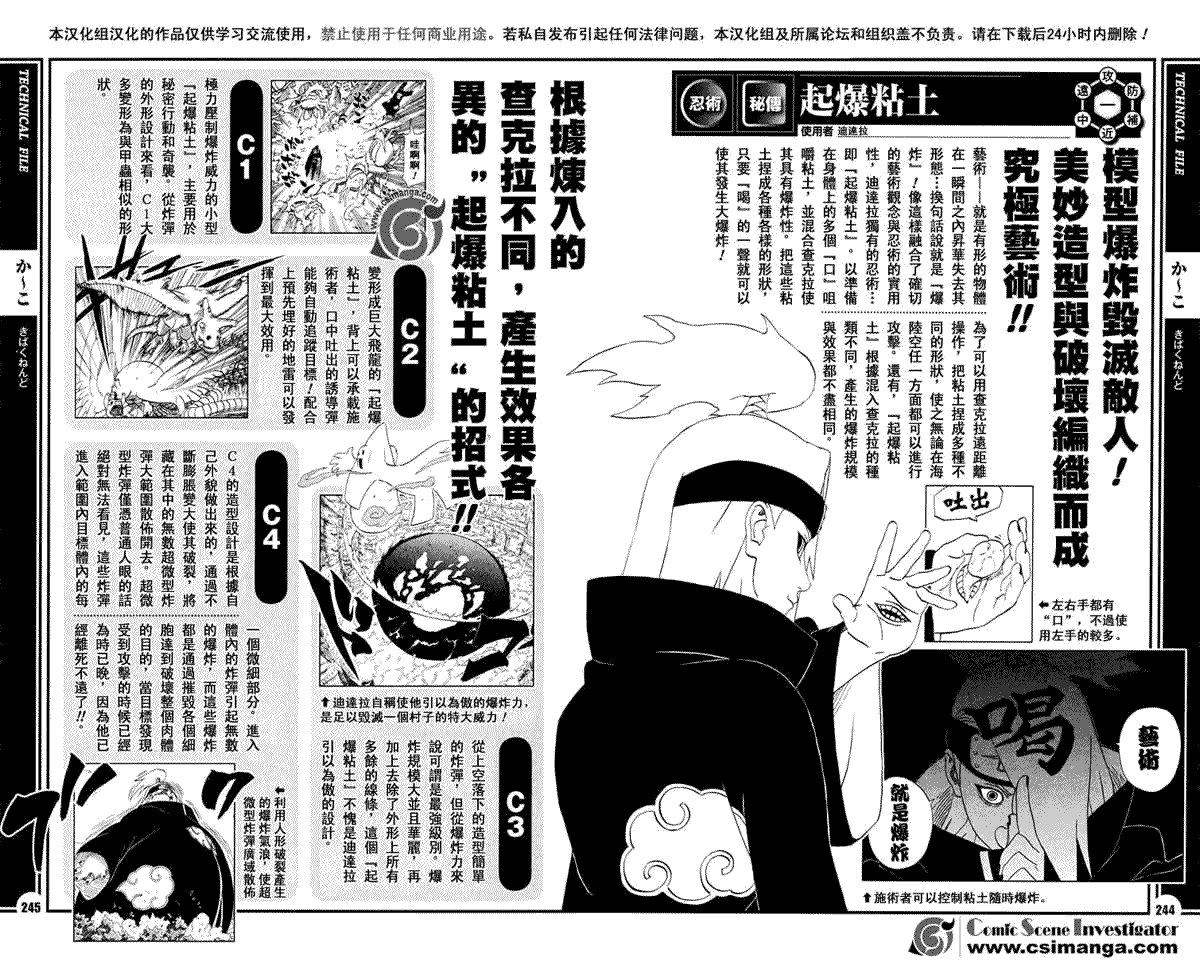 本汉化组汉化的作品仅供学习交流使用，禁止使用于任何商业用途。若私自发布引起任何法律问题，本汉化组及所属论坛和组织盖不负责。请在下载后24小时内删除！
TECHNICAL FILE
か～こ
きばくねんど
攻
防
補
近
中
遠
一
忍術
秘傳
起爆粘土
使用者 迪達拉
模型爆炸毀滅敵人！
美妙造型與破壞編織而成
究極藝術!!
藝術——就是有形的物體
在一瞬間之內昇華失去其
形態…換句話說就是『爆
炸』！像這樣融合了確切
的藝術觀念與忍術的實用
性，迪達拉獨有的忍術…
即『起爆粘土』。以準備
在身體上的多個『口』咀
嚼粘土，並混合查克拉使
其具有爆炸性。把這些粘
土捏成各種各樣的形狀，
只要『喝』的一聲就可以
使其發生大爆炸！
為了可以用查克拉遠距離
操作，把粘土捏成多種不
同的形狀，使之無論在海
陸空任一方面都可以進行
攻擊。還有，『起爆粘
土』根據混入查克拉的種
類不同，產生的爆炸規模
與效果都不盡相同。
吐出
←左右手都有
“口”，不過使
用左手的較多。
喝
藝術
就是爆炸
↑施術者可以控制粘土隨時爆炸。
244
根據煉入的
查克拉不同，產生效果各
異的”起爆粘土“的招式!!
哇啊啊！
www.csimanga.com
C1
極力壓制爆炸威力的小型
『起爆粘土』，主要用於
秘密行動和奇襲。從炸彈
的外形設計來看，C1大
多變形為與甲蟲相似的形
狀。
C2
變形成巨大飛龍的『起爆
粘土』，背上可以承載施
術者，口中吐出的誘導彈
能夠自動追蹤目標！配合
上預先埋好的地雷可以發
揮到最大效用。
↑迪達拉自稱使他引以為傲的爆炸力，
是足以毀滅一個村子的特大威力！
C3
從上空落下的造型簡單
的炸彈，但從爆炸力來
說可謂是最強級別。爆
炸規模大並且華麗，再
加上去除了外形上所有
多餘的線條，這個『起
爆粘土』不愧是迪達拉
引以為傲的設計。
C4
C4的造型設計是根據自
己外貌做出來的，通過不
斷膨脹變大使其破裂，將
藏在其中的無數超微型炸
彈大範圍散佈開去。超微
型炸彈僅憑普通人眼的話
絕對無法看見，這些炸彈
進入範圍內目標體內的每
一個微細部分。進入
體內的炸彈引起無數
的爆炸，而這些爆炸
都是通過摧毀各個細
胞達到破壞整個肉體
的目的，當目標發現
受到攻擊的時候已經
為時已晚，因為他已
經離死不遠了!!。
←利用人形破裂產生
的爆炸氣浪，使超
微型炸彈廣域散佈
TECHNICAL FILE
か～こ
きばくねんど
245
Comic Scene Investigator
www.csimanga.com